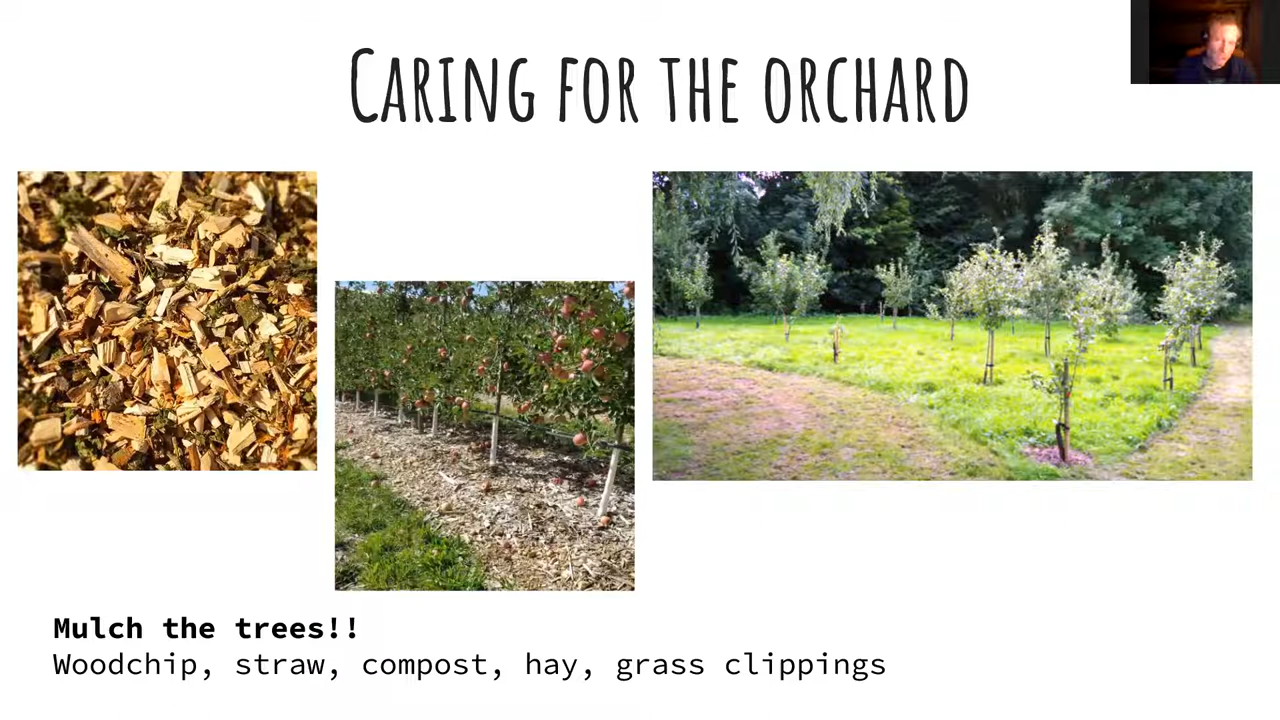 CARING FOR THE ORCHARD
Mulch the trees!!
Woodchip, straw, compost, hay, grass clippings